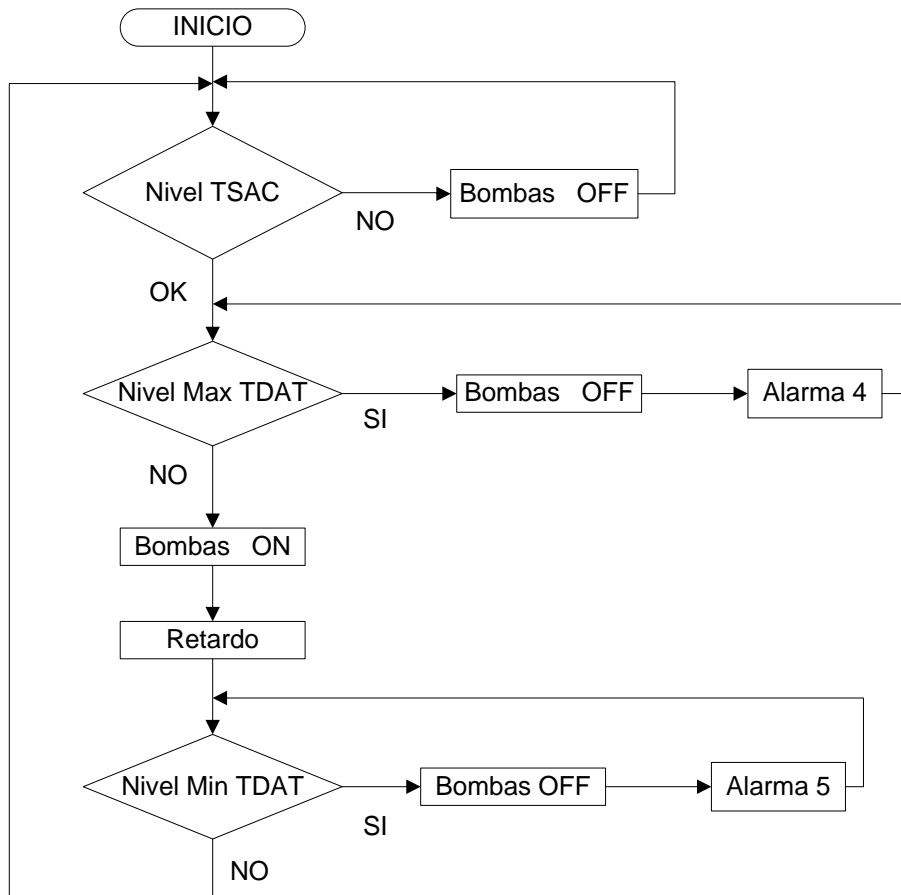 INICIO
Nivel TSAC
Bombas OFF
NO
OK
Nivel Max TDAT
Bombas OFF
Alarma 4
SI
NO
Bombas ON
Retardo
Nivel Min TDAT
Bombas OFF
Alarma 5
SI
NO